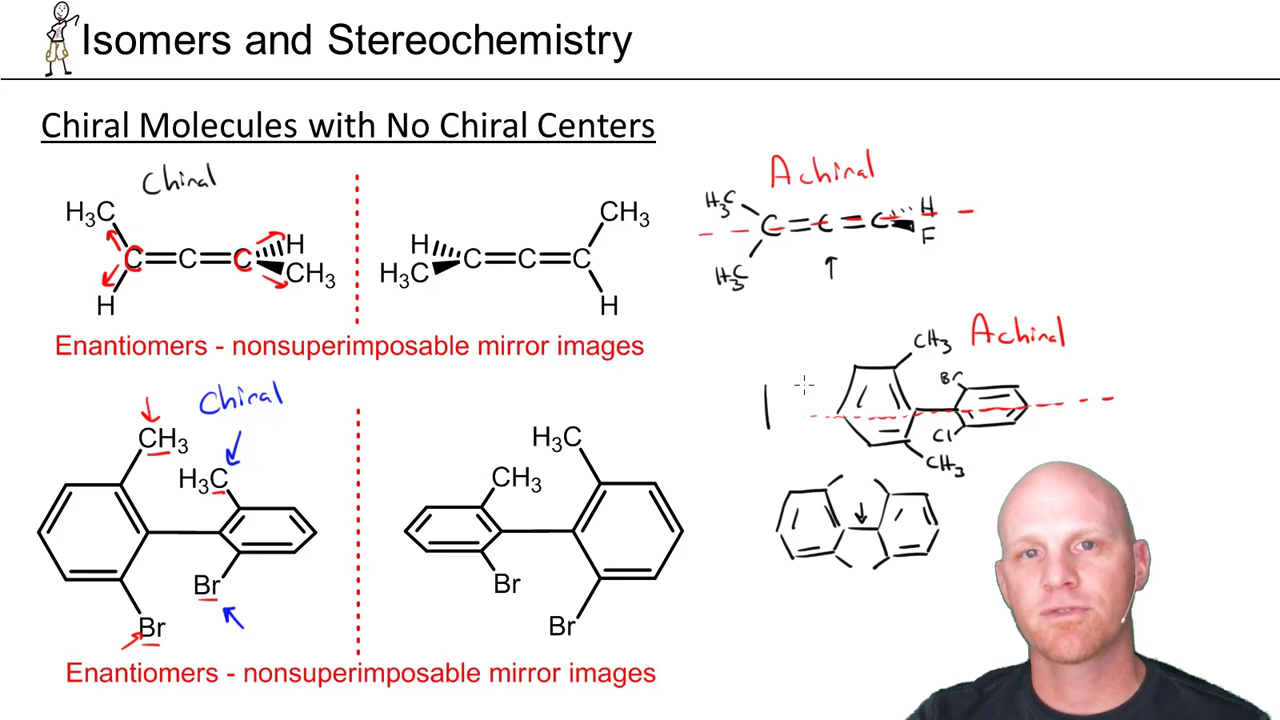 Isomers and Stereochemistry
Chiral Molecules with No Chiral Centers
Chiral
H₃C
C=C=C
H
CH₃
H
H
H₃C
C=C=C
CH₃
H
Enantiomers - nonsuperimposable mirror images
Achiral
H₃C
C=C=C
H
F
H₃C
Chiral
CH₃
H₃C
Br
Br
H₃C
CH₃
Br
Br
Enantiomers - nonsuperimposable mirror images
Achiral
CH₃
Br
Cl
CH₃